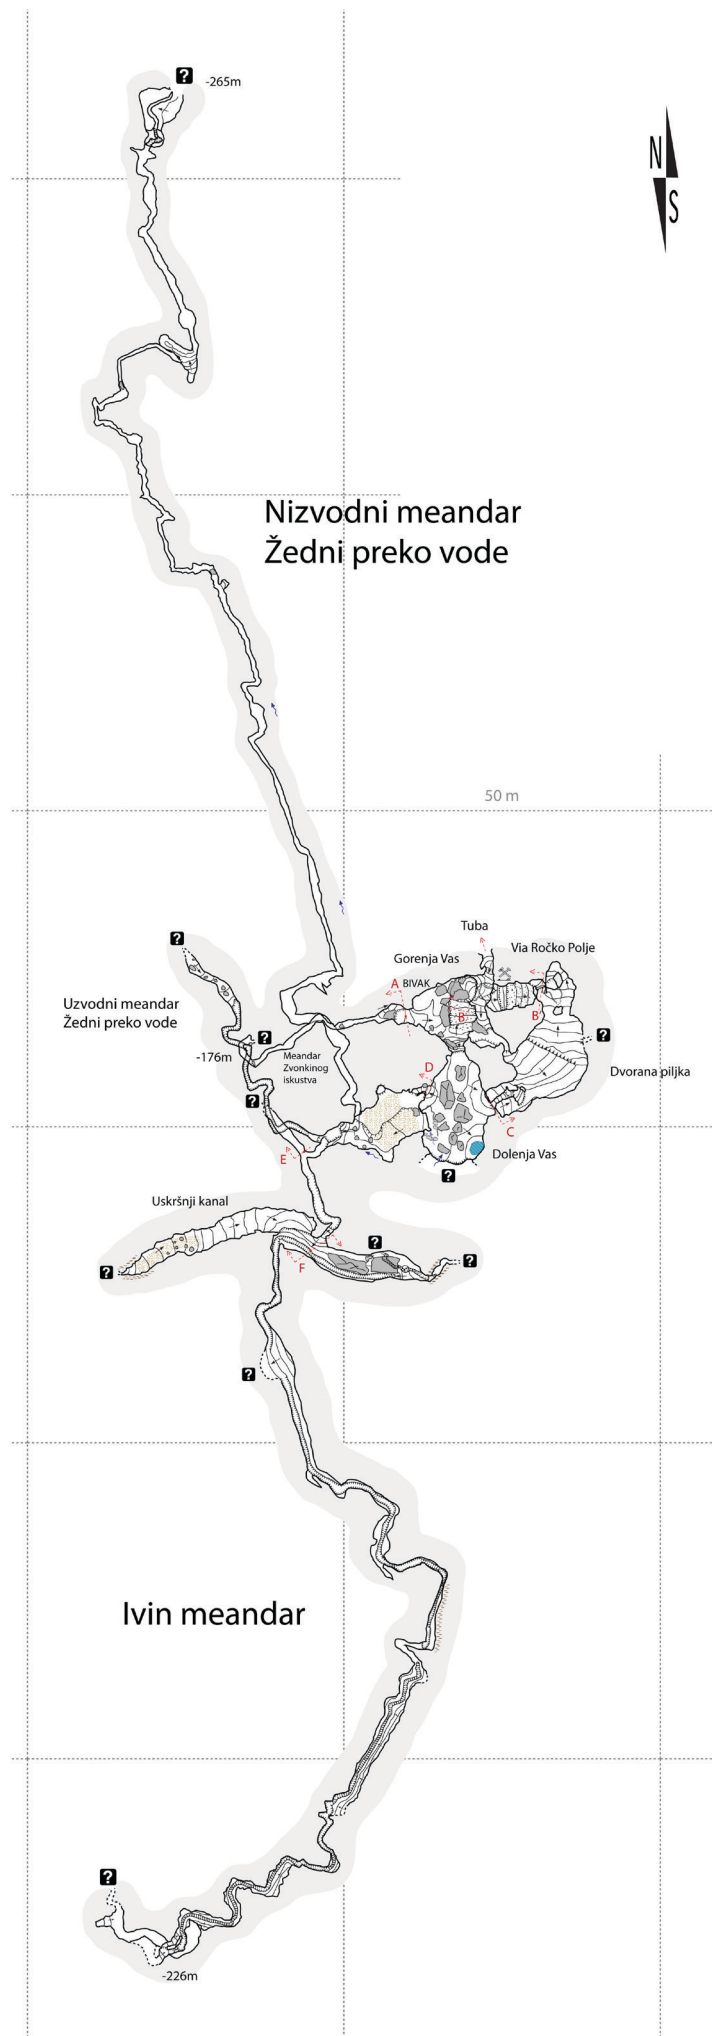 ?
-265m
N
S
Nizvodni meandar
Žedni preko vode
50 m
Tuba
?
Gorenja Vas
Via Ročko Polje
A
BIVAK
Uzvodni meandar
Žedni preko vode
B
B'
?
?
-176m
Meandar
Zvonkinog
iskustva
D
Dvorana piljka
?
C
E
Dolenja Vas
?
Uskršnji kanal
?
?
F
?
?
Ivin meandar
?
-226m